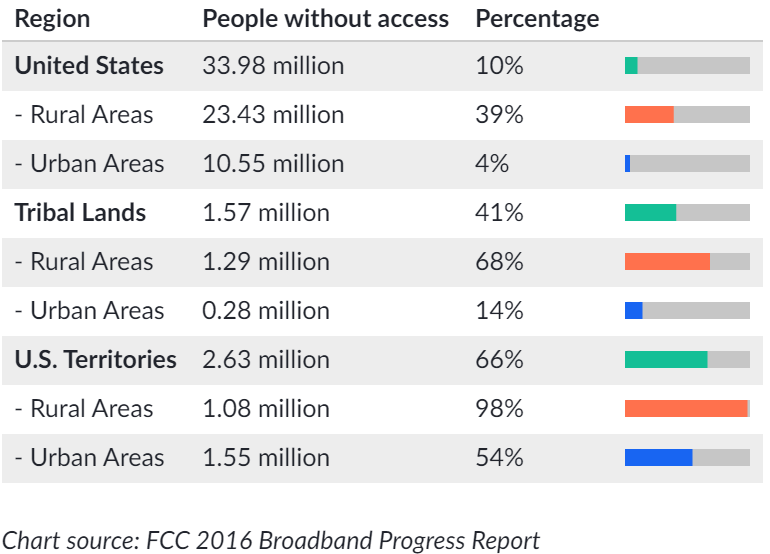 Region People without access Percentage
United States 33.98 million 10%
- Rural Areas 23.43 million 39%
- Urban Areas 10.55 million 4%
Tribal Lands 1.57 million 41%
- Rural Areas 1.29 million 68%
- Urban Areas 0.28 million 14%
U.S. Territories 2.63 million 66%
- Rural Areas 1.08 million 98%
- Urban Areas 1.55 million 54%
Chart source: FCC 2016 Broadband Progress Report